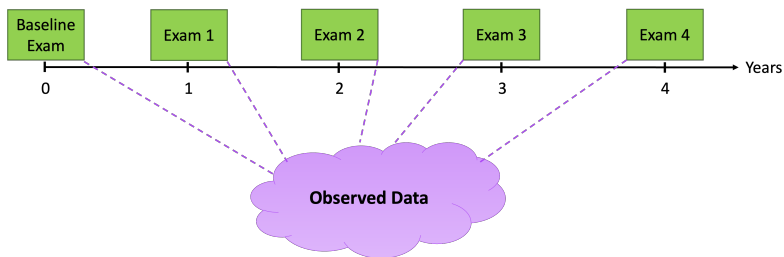 Baseline
Exam
Exam 1
Exam 2
Exam 3
Exam 4
Years
0
1
2
3
4
Observed Data